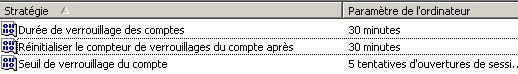 Stratégie Paramètre de l'ordinateur
Durée de verrouillage des comptes 30 minutes
Réinitialiser le compteur de verrouillages du compte après 30 minutes
Seuil de verrouillage du compte 5 tentatives d'ouvertures de sessi...